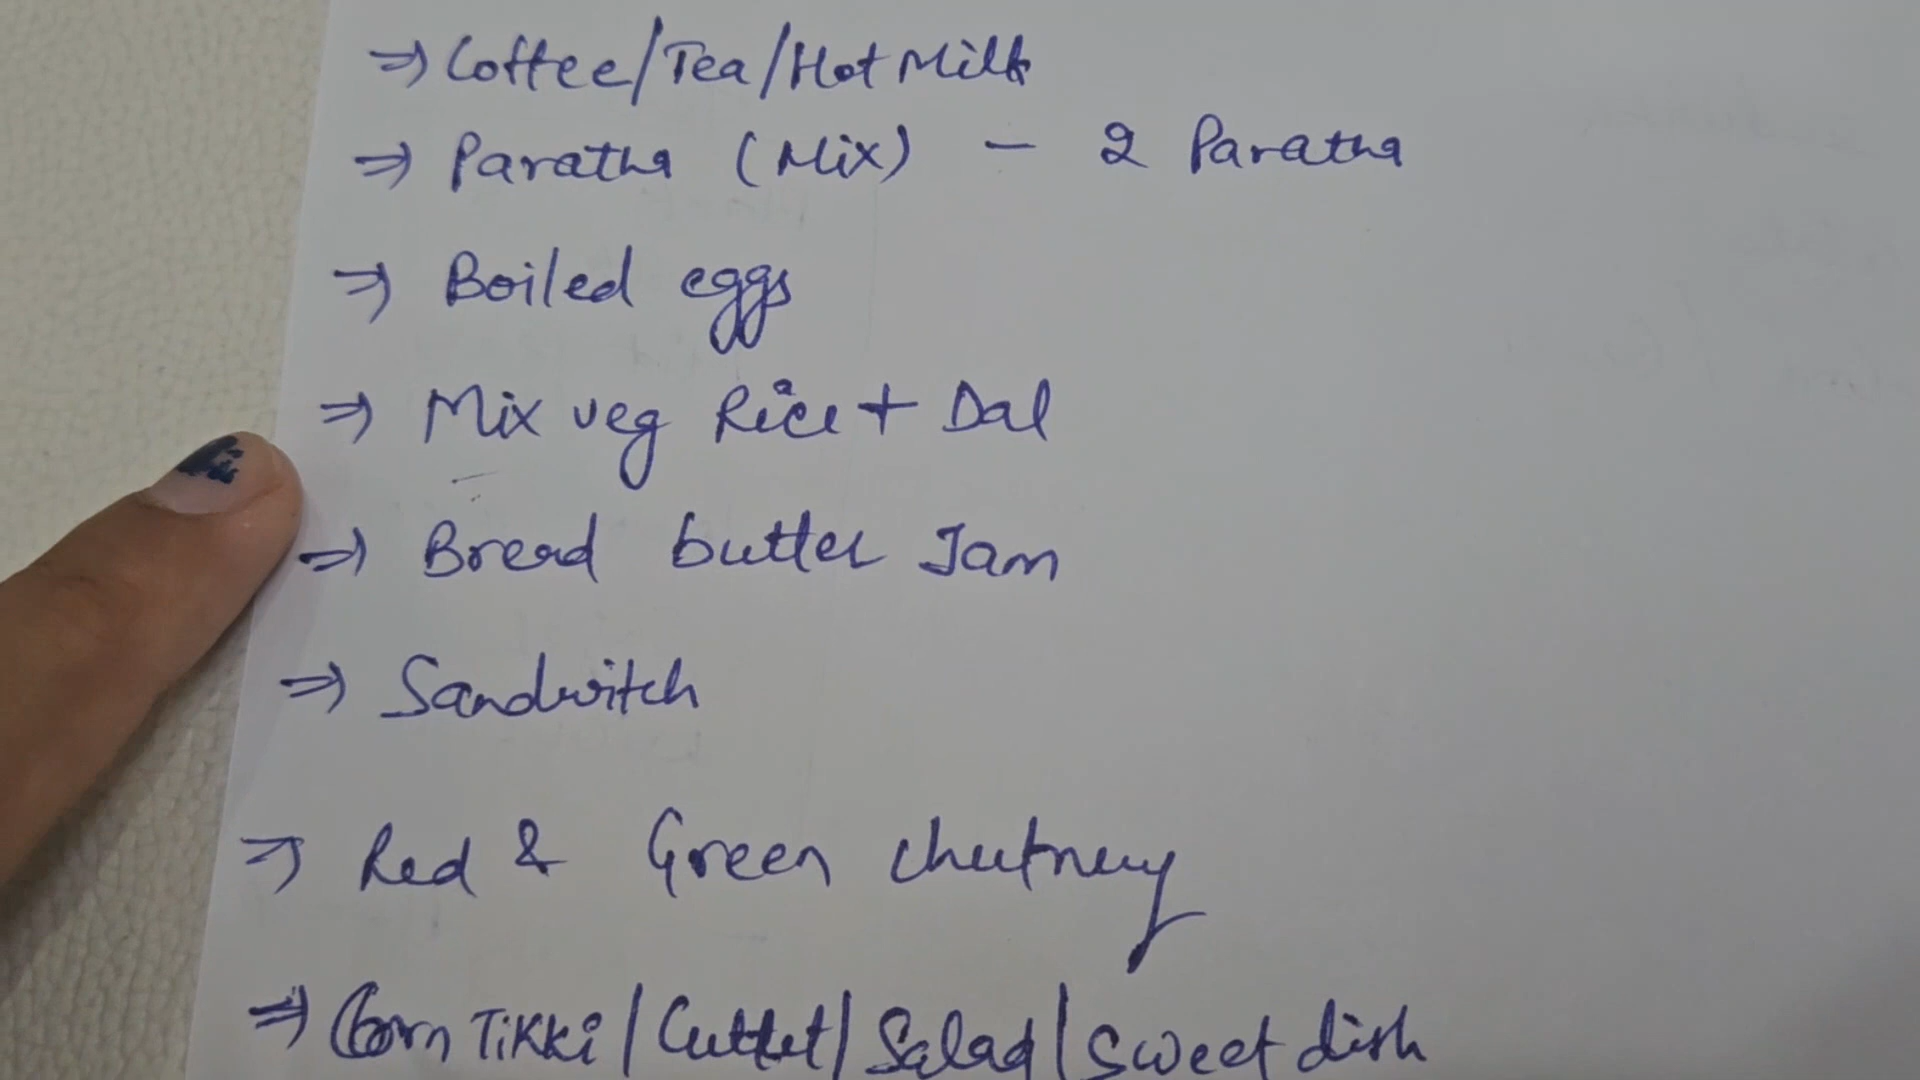 ⇒ Coffee/Tea/Hot Milk
⇒ Paratha (Mix) - 2 Paratha
⇒ Boiled eggs
⇒ Mix veg Rice + Dal
⇒ Bread butter Jam
⇒ Sandwitch
⇒ Red & Green chutney
⇒ Corn Tikki/Cuttlet/Salad/Sweet dish